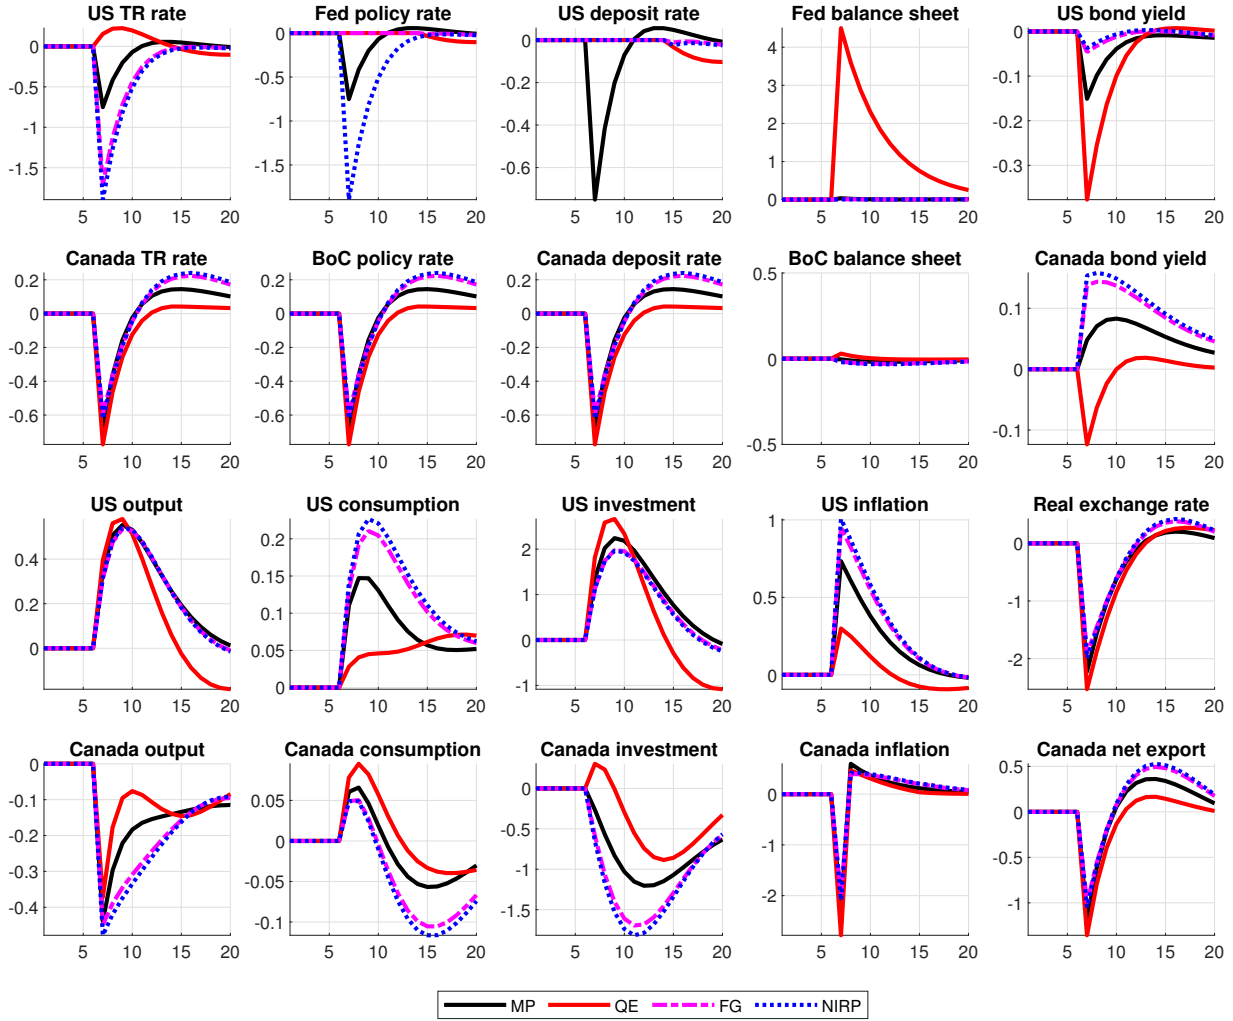 US TR rate
0
-0.5
-1
-1.5
5 10 15 20
Fed policy rate
0
-0.5
-1
-1.5
5 10 15 20
US deposit rate
0
-0.2
-0.4
-0.6
5 10 15 20
Fed balance sheet
4
3
2
1
0
5 10 15 20
US bond yield
0
-0.1
-0.2
-0.3
5 10 15 20
Canada TR rate
0.2
0
-0.2
-0.4
-0.6
5 10 15 20
BoC policy rate
0.2
0
-0.2
-0.4
-0.6
5 10 15 20
Canada deposit rate
0.2
0
-0.2
-0.4
-0.6
5 10 15 20
BoC balance sheet
0.5
0
-0.5
5 10 15 20
Canada bond yield
0.1
0
-0.1
5 10 15 20
US output
0.4
0.2
0
5 10 15 20
US consumption
0.2
0.15
0.1
0.05
0
5 10 15 20
US investment
2
1
0
-1
5 10 15 20
US inflation
1
0.5
0
5 10 15 20
Real exchange rate
0
-1
-2
5 10 15 20
Canada output
0
-0.1
-0.2
-0.3
-0.4
5 10 15 20
Canada consumption
0.05
0
-0.05
-0.1
5 10 15 20
Canada investment
0
-0.5
-1.0
-1.5
5 10 15 20
Canada inflation
0
-1
-2
5 10 15 20
Canada net export
0.5
0
-0.5
-1
5 10 15 20
MP QE FG NIRP